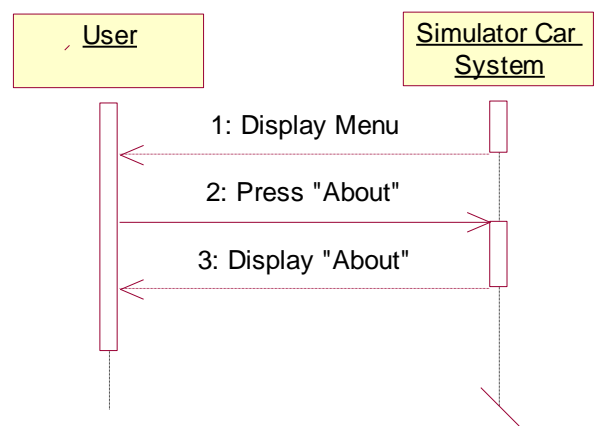 User
Simulator Car
System
1: Display Menu
2: Press "About"
3: Display "About"